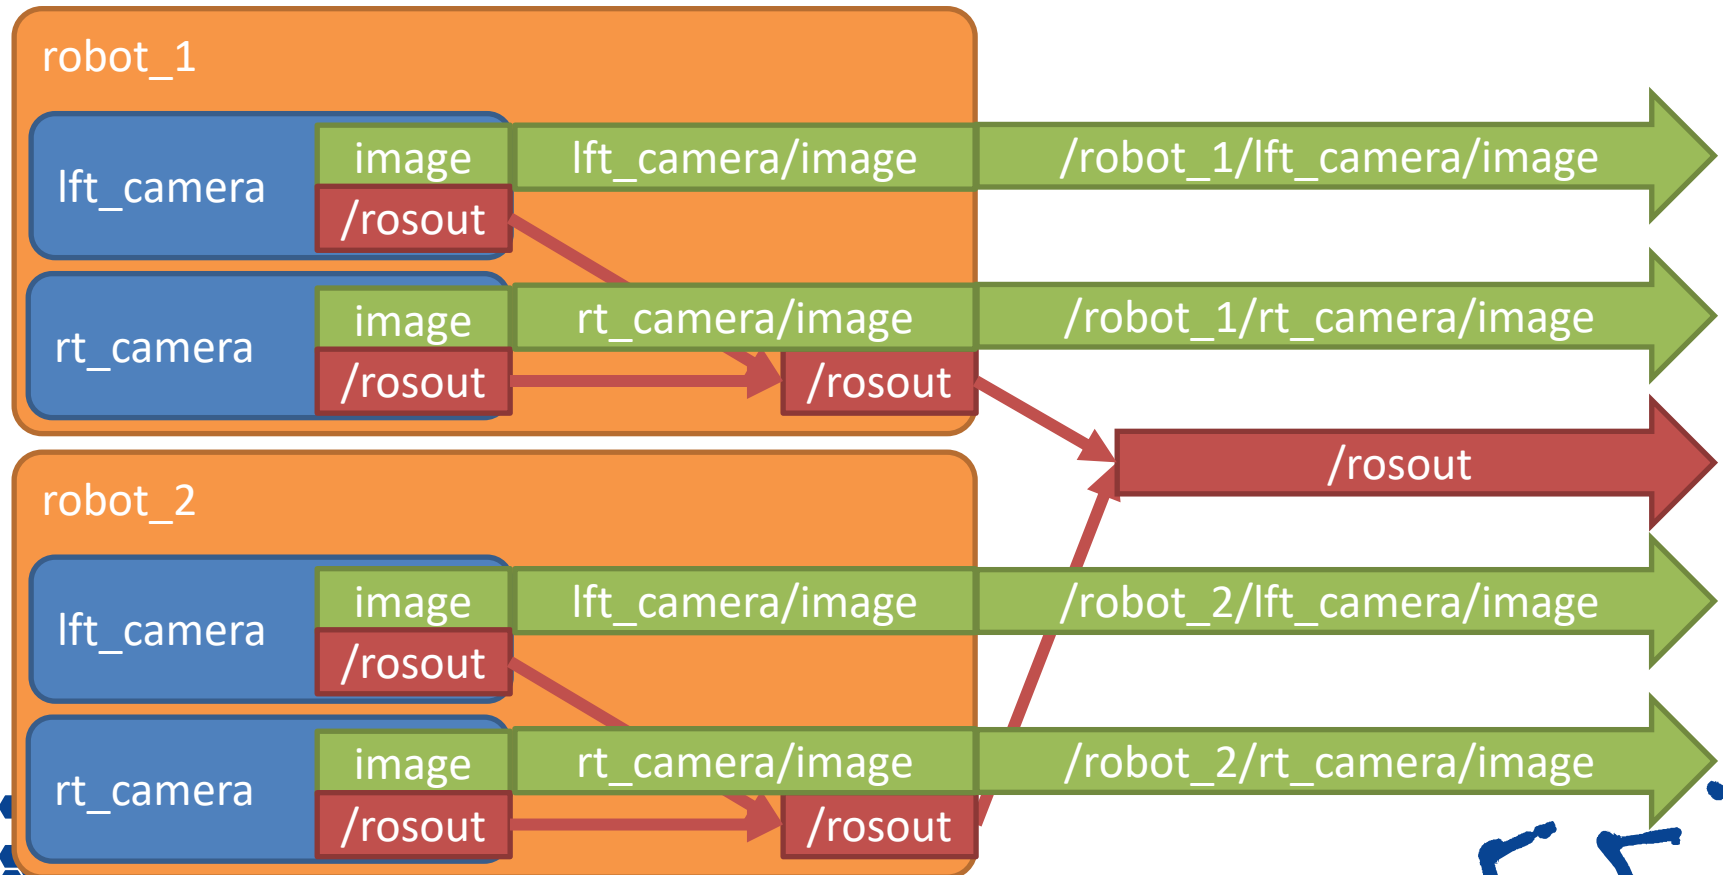 robot_1
lft_camera
image
lft_camera/image
/robot_1/lft_camera/image
/rosout
rt_camera
image
rt_camera/image
/robot_1/rt_camera/image
/rosout
/rosout
/rosout
robot_2
lft_camera
image
lft_camera/image
/robot_2/lft_camera/image
/rosout
rt_camera
image
rt_camera/image
/robot_2/rt_camera/image
/rosout
/rosout